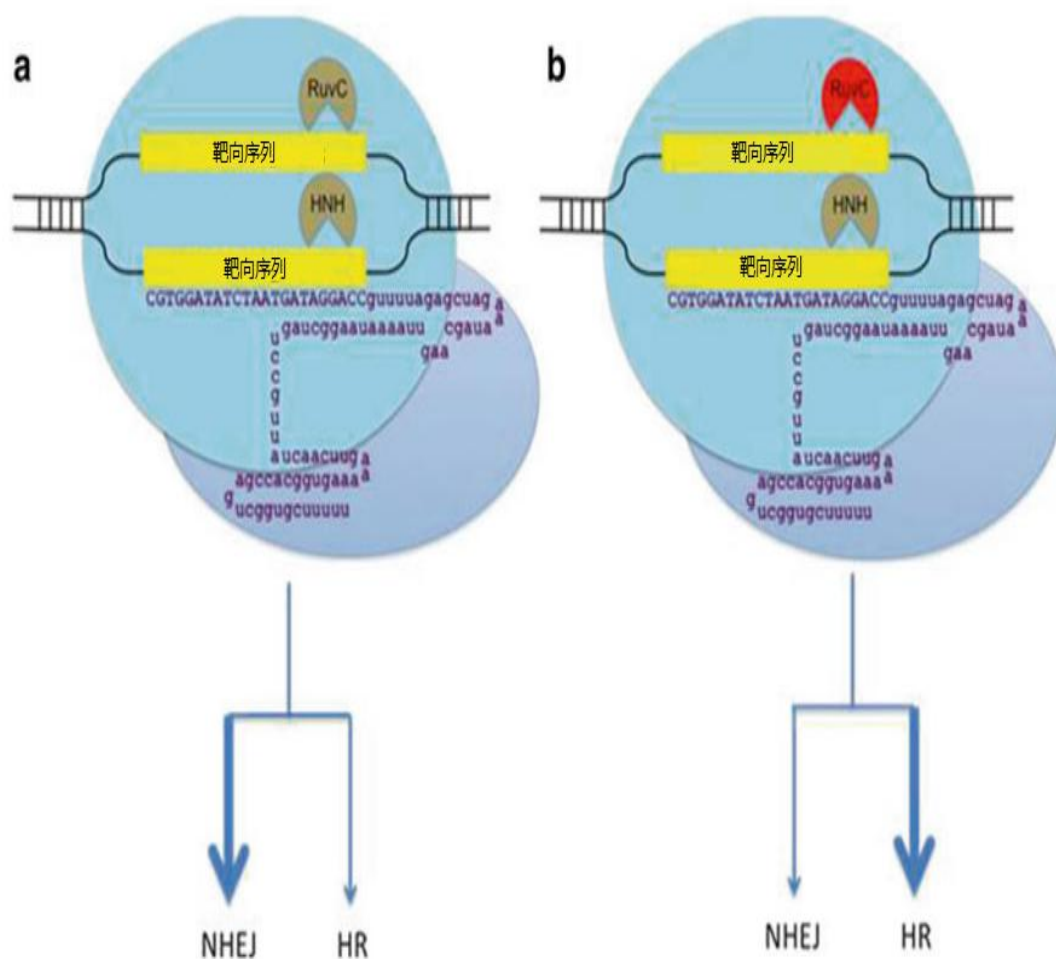 a
RuvC
靶向序列
HNH
靶向序列
CGTGGATATCTAATGATAGGACCguuuuagagcuag
a
a
gaucggaauaaaauu
cgaua
gaa
u
c
c
g
u
u
a
aucaacuug
a
a
agccacggugaaa
g
ucggugcuuuuu
NHEJ
HR
b
RuvC
靶向序列
HNH
靶向序列
CGTGGATATCTAATGATAGGACCguuuuagagcuag
a
a
gaucggaauaaaauu
cgaua
gaa
u
c
c
g
u
u
aucaacuug
a
a
agccacggugaaa
g
ucggugcuuuuu
NHEJ
HR